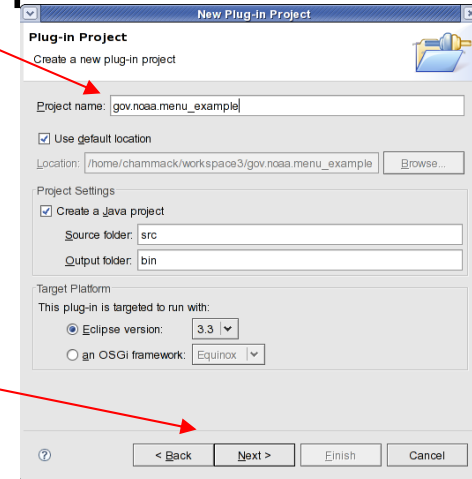 New Plug-in Project
Plug-in Project
Create a new plug-in project
Project name: gov.noaa.menu_example
Use default location
Location: /home/chammack/workspace3/gov.noaa.menu_example Browse...
Project Settings
Create a Java project
Source folder: src
Output folder: bin
Target Platform
This plug-in is targeted to run with:
Eclipse version: 3.3
an OSGi framework: Equinox
? < Back Next > Finish Cancel